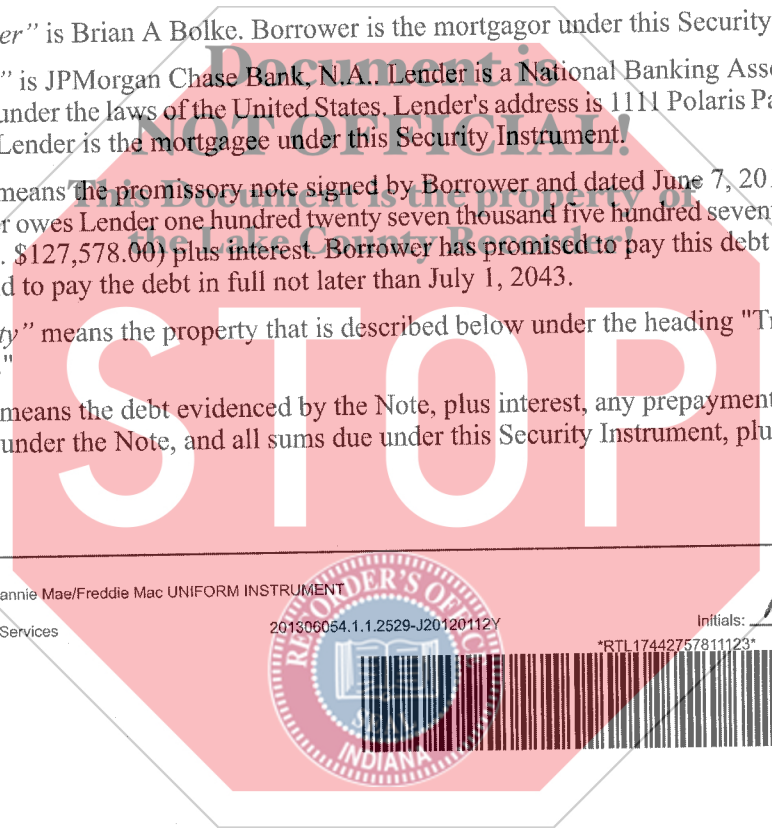 er” is Brian A Bolke. Borrower is the mortgagor under this Security
Document is
” is JPMorgan Chase Bank, N.A.. Lender is a National Banking Asso
under the laws of the United States. Lender's address is 1111 Polaris Pa
NOT OFFICIAL!
Lender is the mortgagee under this Security Instrument.
This Document is the property of
means the promissory note signed by Borrower and dated June 7, 20
r owes Lender one hundred twenty seven thousand five hundred seven
the Lake County Recorder!
. $127,578.00) plus interest. Borrower has promised to pay this debt
d to pay the debt in full not later than July 1, 2043.
ty” means the property that is described below under the heading "Tr
."
means the debt evidenced by the Note, plus interest, any prepayment
under the Note, and all sums due under this Security Instrument, plu
STOP
annie Mae/Freddie Mac UNIFORM INSTRUMENT
Services
201306054.1.1.2529-J20120112Y
Initials:
*RTL17442757811123*
RECORDER'S OFFICE
SEAL
INDIANA